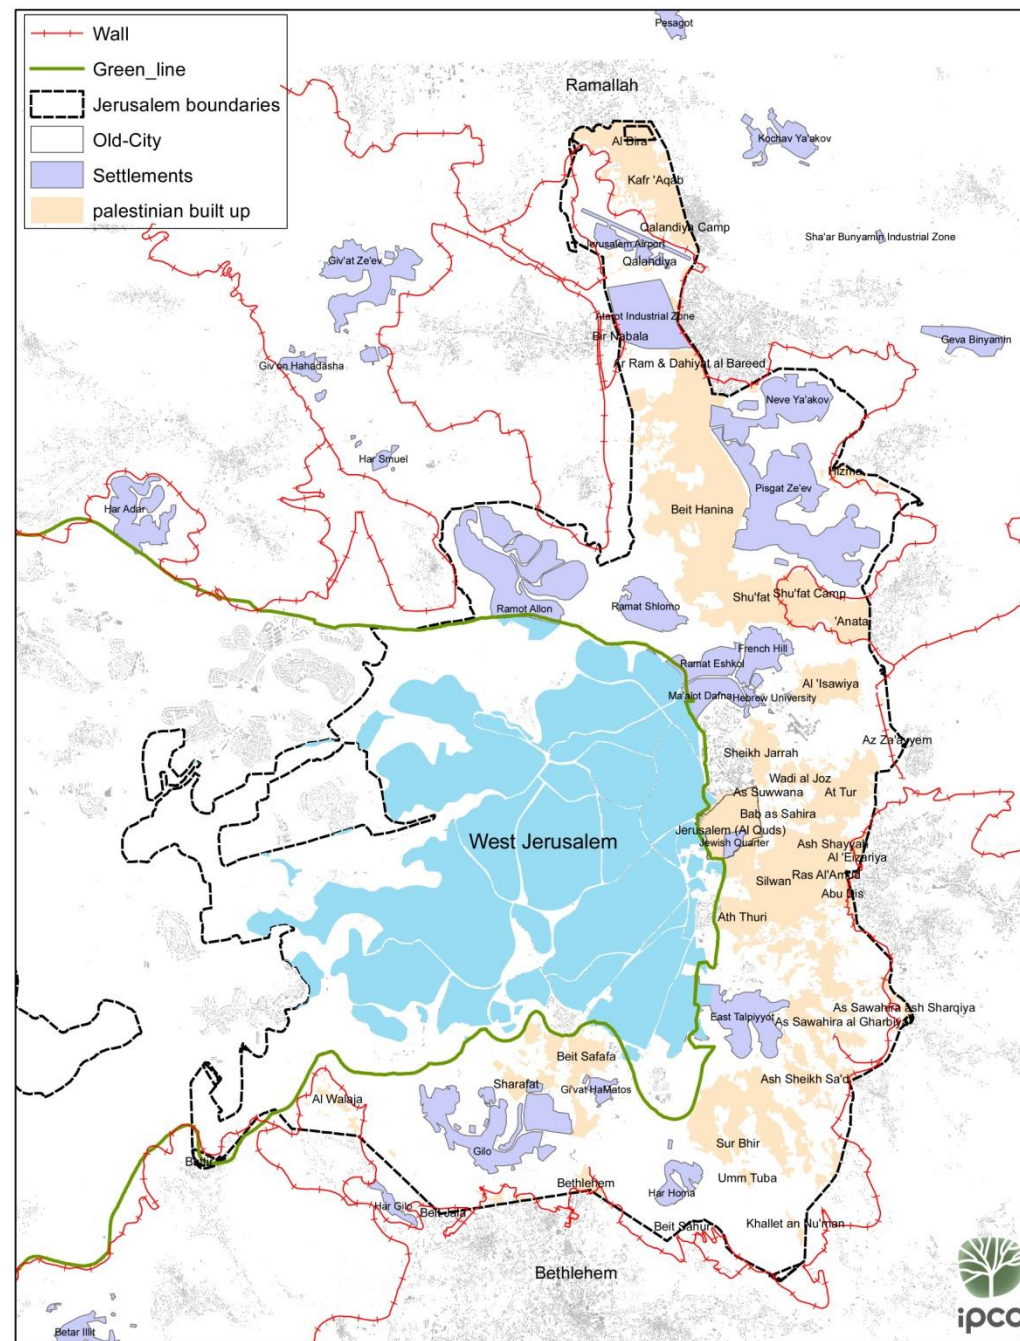 Wall
Green_line
Jerusalem boundaries
Old-City
Settlements
palestinian built up
Pesagot
Ramallah
Al Bira
Kochav Ya'akov
Kafr 'Aqab
Qalandiya Camp
Sha'ar Bunyamin Industrial Zone
Jerusalem Airport
Qalandiya
Giv'at Ze'ev
Atarot Industrial Zone
Bir Nabala
Geva Binyamin
Ar Ram & Dahiyat al Bareed
Giv'on Hahadasha
Neve Ya'akov
Har Smuel
Hizma
Pisgat Ze'ev
Har Adar
Beit Hanina
Shu'fat Camp
Shu'fat
Ramot Allon
Ramat Shlomo
'Anata
French Hill
Ramat Eshkol
Al 'Isawiya
Ma'alot Dafna
Hebrew University
Az Za'ayyem
Sheikh Jarrah
Wadi al Joz
As Suwwana
At Tur
Bab as Sahira
Jerusalem (Al Quds)
West Jerusalem
Jewish Quarter
Ash Shayyah
Al 'Eizariya
Ras Al'Amud
Silwan
Abu Dis
Ath Thuri
As Sawahira ash Sharqiya
East Talpiyyot
As Sawahira al Gharbiya
Beit Safafa
Ash Sheikh Sa'd
Sharafat
Gi'vat HaMatos
Al Walaja
Sur Bhir
Gilo
Umm Tuba
Bethlehem
Har Homa
Har Gilo
Beit Jala
Beit Sahur
Khallet an Nu'man
Bethlehem
Betar Illit
ipcc